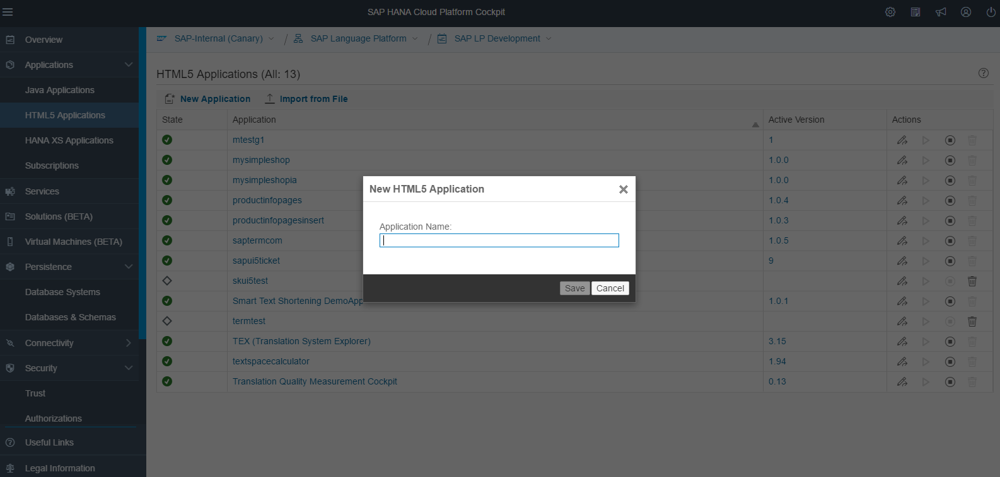 SAP HANA Cloud Platform Cockpit
Overview
Applications
Java Applications
HTML5 Applications
HANA XS Applications
Subscriptions
Services
Solutions (BETA)
Virtual Machines (BETA)
Persistence
Database Systems
Databases & Schemas
Connectivity
Security
Trust
Authorizations
Useful Links
Legal Information
SAP-Internal (Canary) / SAP Language Platform / SAP LP Development
HTML5 Applications (All: 13)
New Application Import from File
State Application Active Version Actions
mtestg1 1
mysimpleshop 1.0.0
mysimpleshopia 1.0.0
productinfopages 1.0.4
productinfopagesinsert 1.0.3
saptermcom 1.0.5
sapui5ticket 9
skui5test
Smart Text Shortening DemoApp 1.0.1
termtest
TEX (Translation System Explorer) 3.15
textspacecalculator 1.94
Translation Quality Measurement Cockpit 0.13
New HTML5 Application
Application Name:
Save Cancel